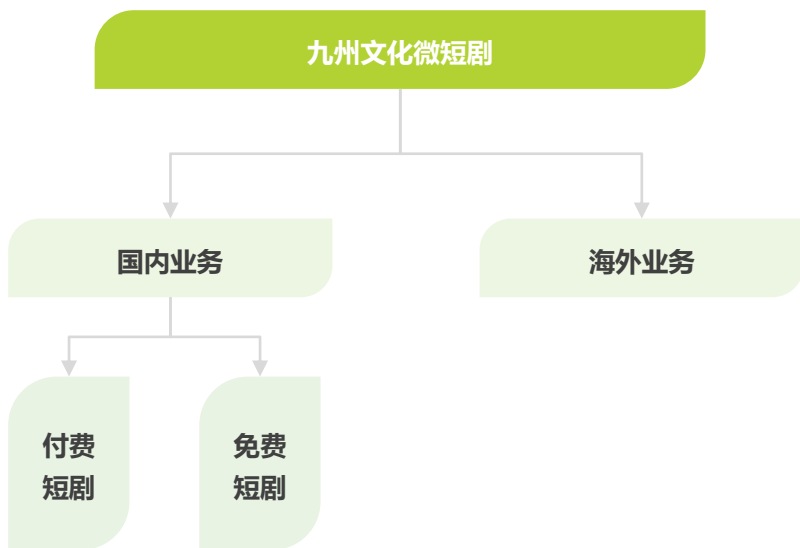 九州文化微短剧
国内业务
海外业务
付费
短剧
免费
短剧